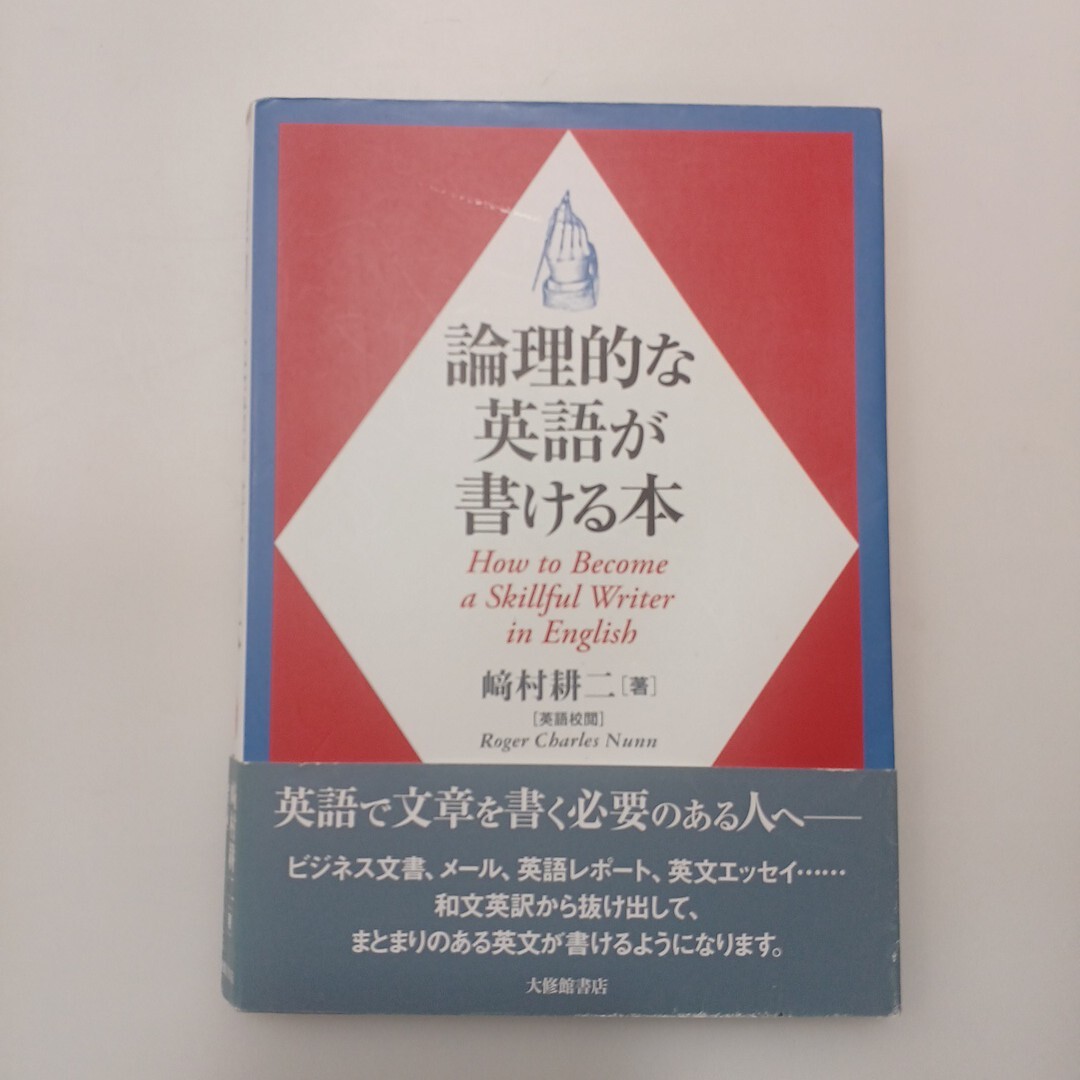 論理的な
英語が
書ける本
How to Become
a Skillful Writer
in English
﨑村耕二[著]
[英語校閲]
Roger Charles Nunn
英語で文章を書く必要のある人へ——
ビジネス文書、メール、英語レポート、英文エッセイ……
和文英訳から抜け出して、
まとまりのある英文が書けるようになります。
大修館書店